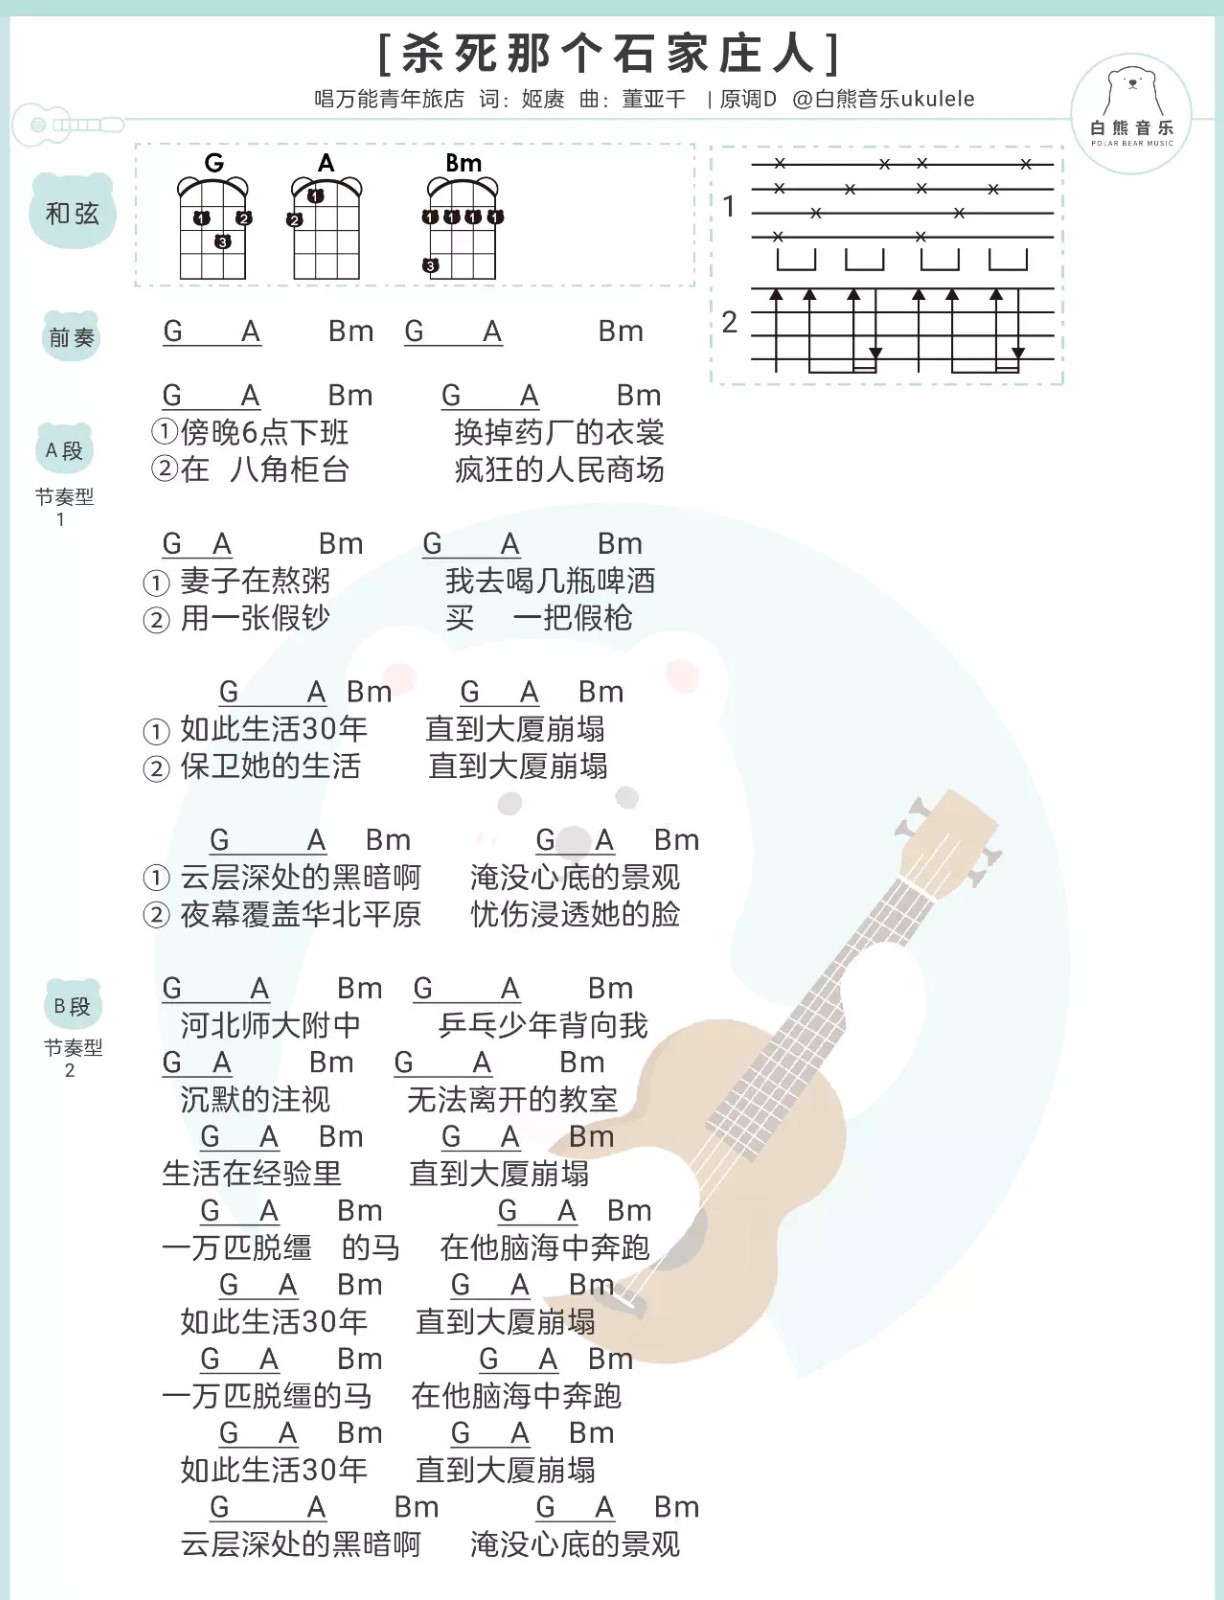 [杀死那个石家庄人]
唱万能青年旅店 词：姬赓 曲：董亚千 | 原调D @白熊音乐ukulele
白熊音乐
POLAR BEAR MUSIC
和弦
G A Bm
1 2 3
1 2
1 1 1 1 3
1
2
前奏
G A Bm G A Bm
A段
节奏型
1
G A Bm G A Bm
①傍晚6点下班 换掉药厂的衣裳
②在 八角柜台 疯狂的人民商场
G A Bm G A Bm
① 妻子在熬粥 我去喝几瓶啤酒
② 用一张假钞 买 一把假枪
G A Bm G A Bm
① 如此生活30年 直到大厦崩塌
② 保卫她的生活 直到大厦崩塌
G A Bm G A Bm
① 云层深处的黑暗啊 淹没心底的景观
② 夜幕覆盖华北平原 忧伤浸透她的脸
B段
节奏型
2
G A Bm G A Bm
河北师大附中 乒乓少年背向我
G A Bm G A Bm
沉默的注视 无法离开的教室
G A Bm G A Bm
生活在经验里 直到大厦崩塌
G A Bm G A Bm
一万匹脱缰 的马 在他脑海中奔跑
G A Bm G A Bm
如此生活30年 直到大厦崩塌
G A Bm G A Bm
一万匹脱缰的马 在他脑海中奔跑
G A Bm G A Bm
如此生活30年 直到大厦崩塌
G A Bm G A Bm
云层深处的黑暗啊 淹没心底的景观